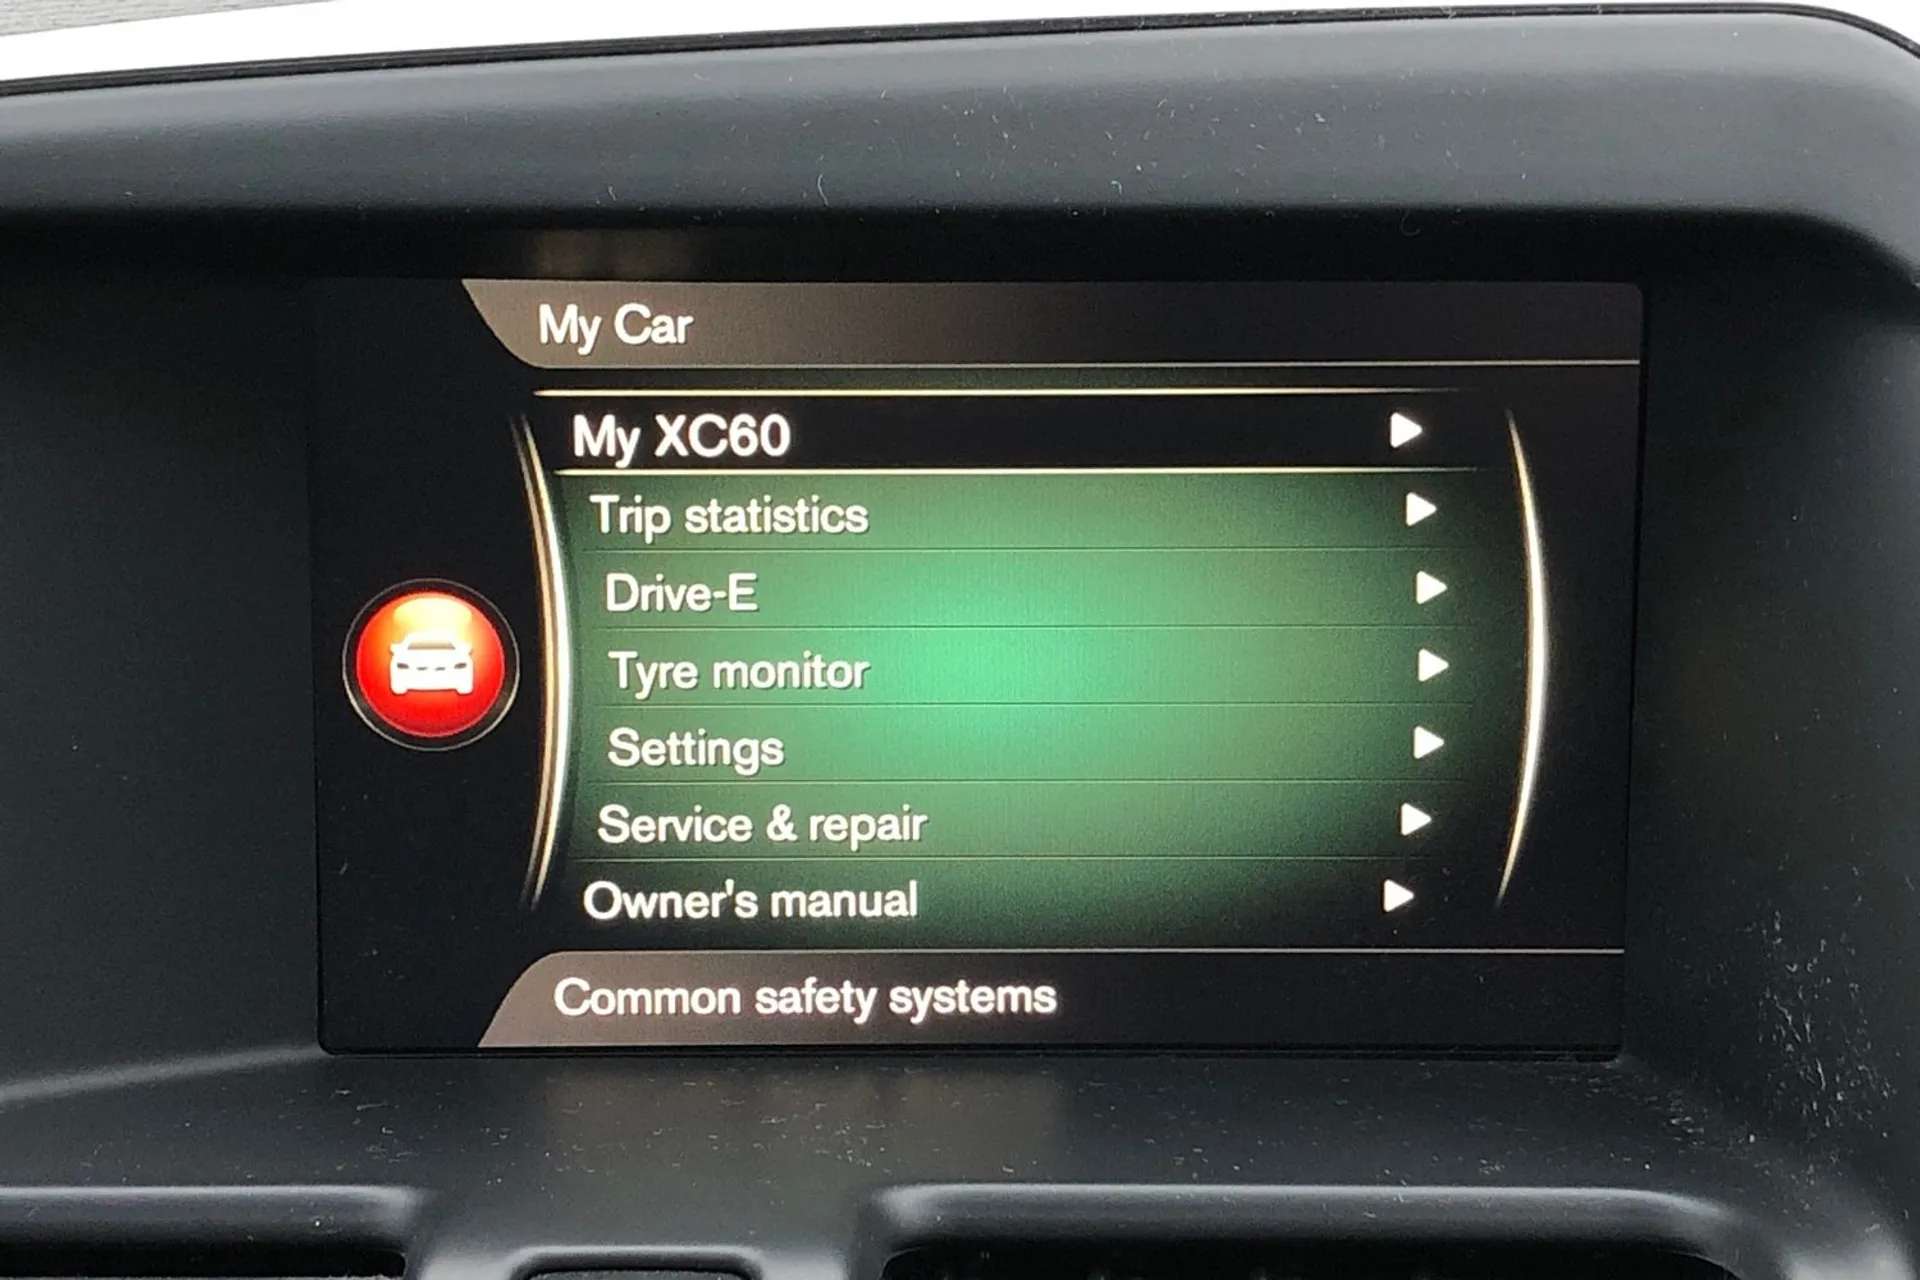 My Car
My XC60
Trip statistics
Drive-E
Tyre monitor
Settings
Service & repair
Owner's manual
Common safety systems